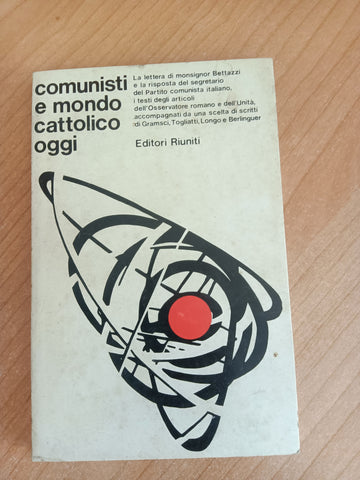 comunisti
e mondo
cattolico
oggi
La lettera di monsignor Bettazzi
e la risposta del segretario
del Partito comunista italiano,
i testi degli articoli
dell'Osservatore romano e dell'Unità,
accompagnati da una scelta di scritti
di Gramsci, Togliatti, Longo e Berlinguer
Editori Riuniti